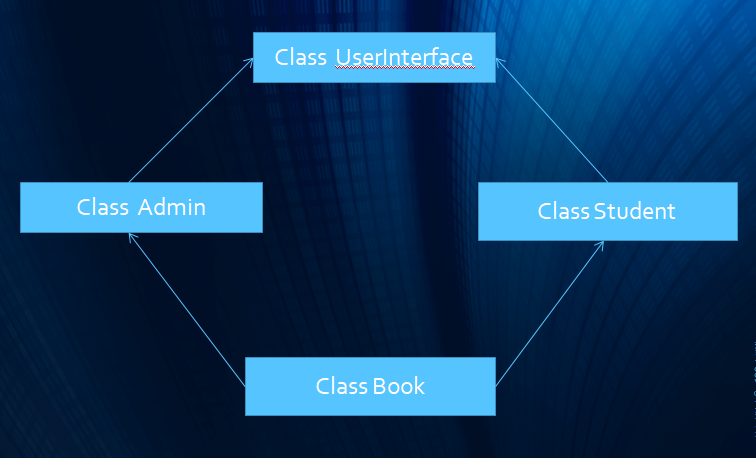 Class UserInterface
Class Admin
Class Student
Class Book